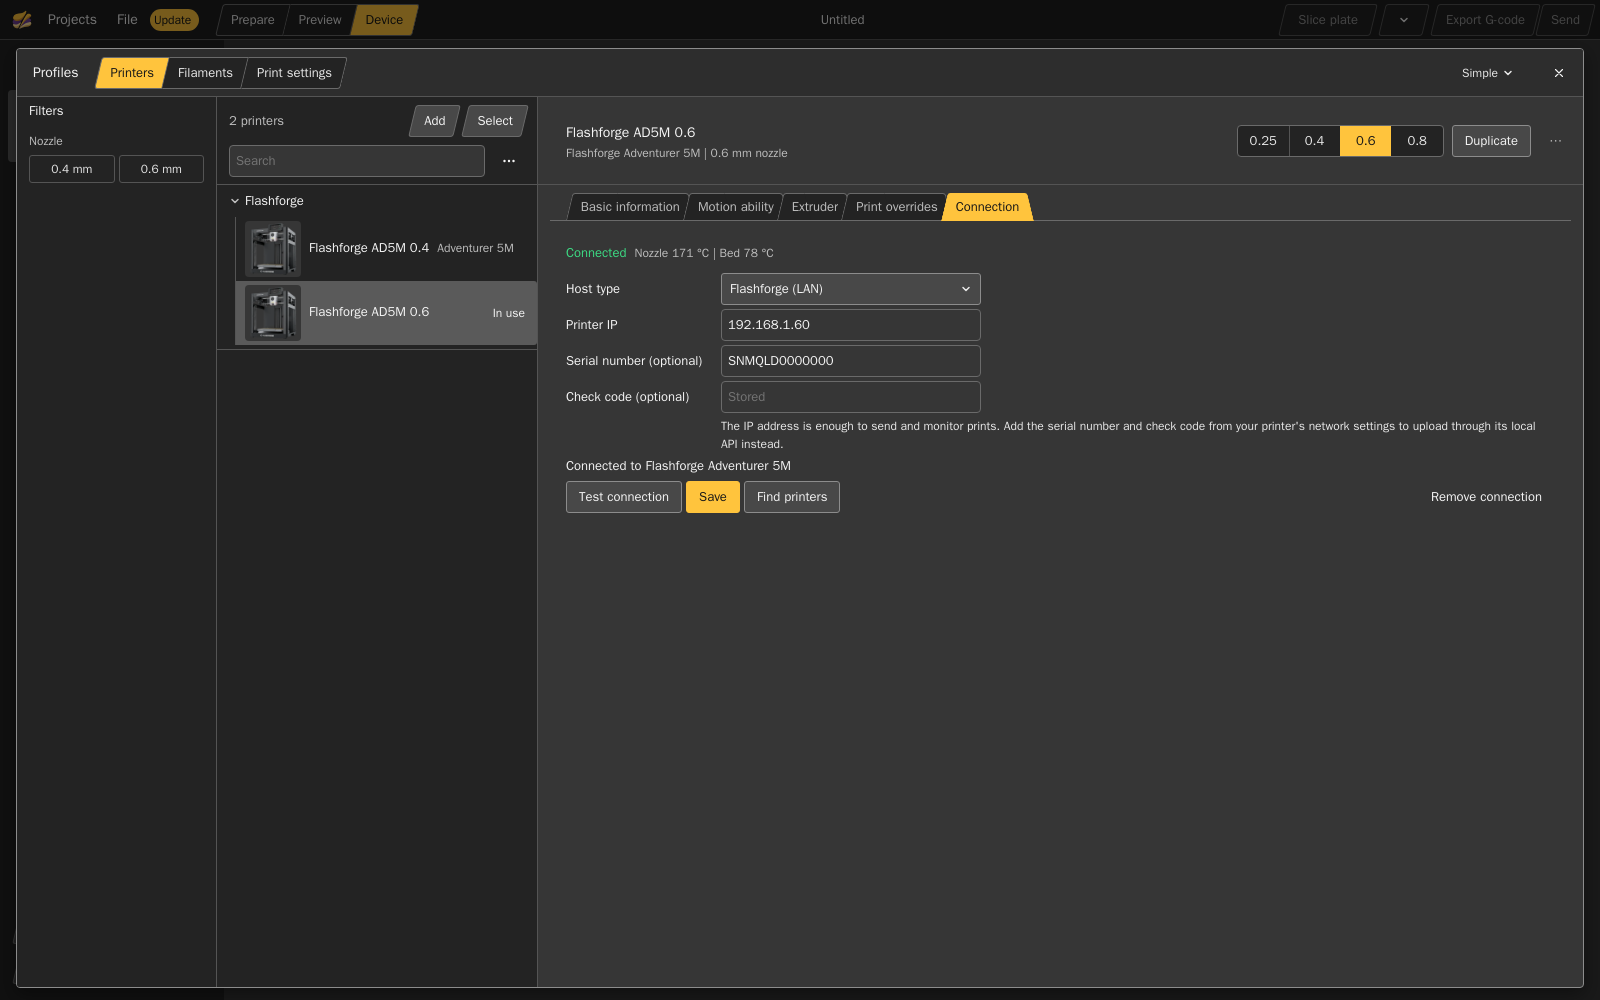 Projects File Update Prepare Preview Device Untitled Slice plate Export G-code Send
Profiles Printers Filaments Print settings Simple
Filters
Nozzle
0.4 mm 0.6 mm
2 printers Add Select
Search
Flashforge
Flashforge AD5M 0.4 Adventurer 5M
Flashforge AD5M 0.6 In use
Flashforge AD5M 0.6
Flashforge Adventurer 5M | 0.6 mm nozzle
0.25 0.4 0.6 0.8 Duplicate
Basic information Motion ability Extruder Print overrides Connection
Connected Nozzle 171 °C | Bed 78 °C
Host type Flashforge (LAN)
Printer IP 192.168.1.60
Serial number (optional) SNMQLD0000000
Check code (optional) Stored
The IP address is enough to send and monitor prints. Add the serial number and check code from your printer's network settings to upload through its local
API instead.
Connected to Flashforge Adventurer 5M
Test connection Save Find printers Remove connection